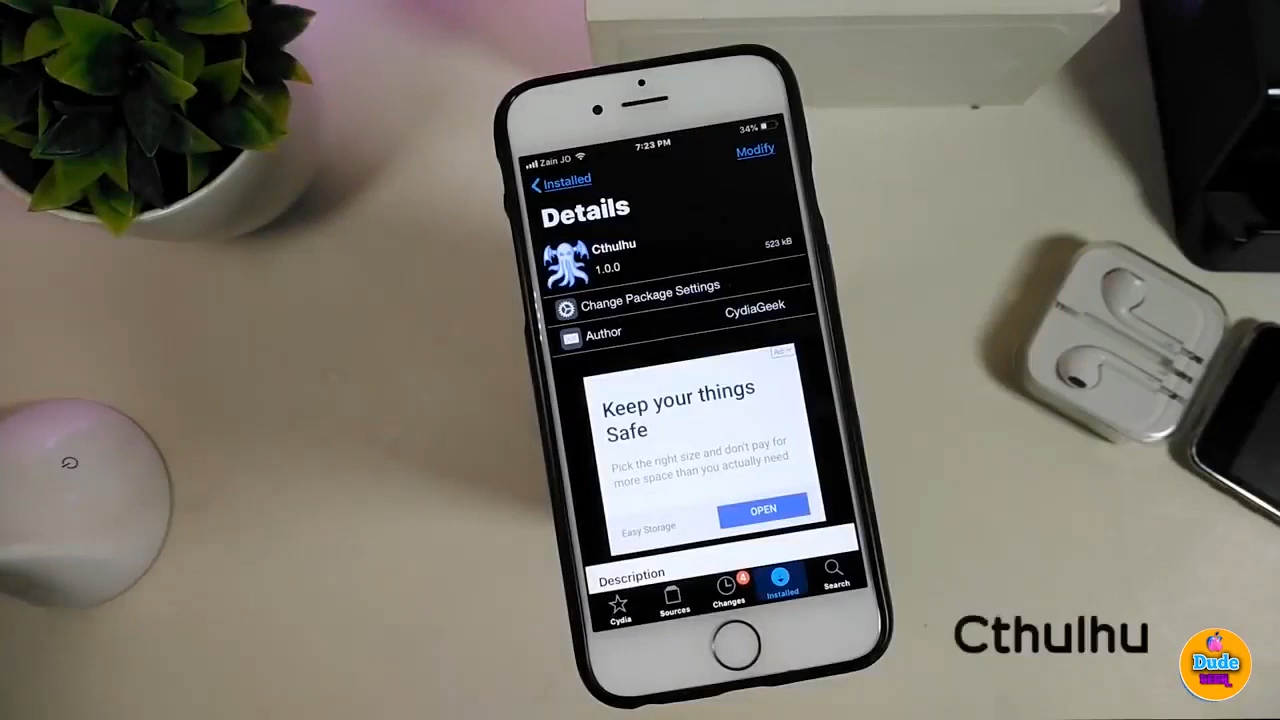 Zain JO
7:23 PM
34%
Installed
Modify
Details
Cthulhu
523 kB
1.0.0
Change Package Settings
Author
CydiaGeek
Ad
Keep your things
Safe
Pick the right size and don't pay for
more space than you actually need
Easy Storage
OPEN
Description
Cydia
Sources
4
Changes
Installed
Search
Cthulhu
Dude